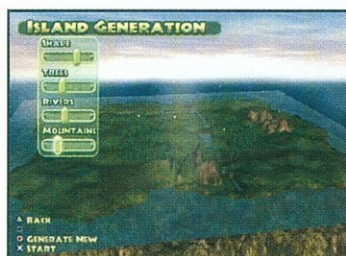 ISLAND GENERATION
SHAPE
TREES
RIVERS
MOUNTAINS
BACK
GENERATE NEW
START